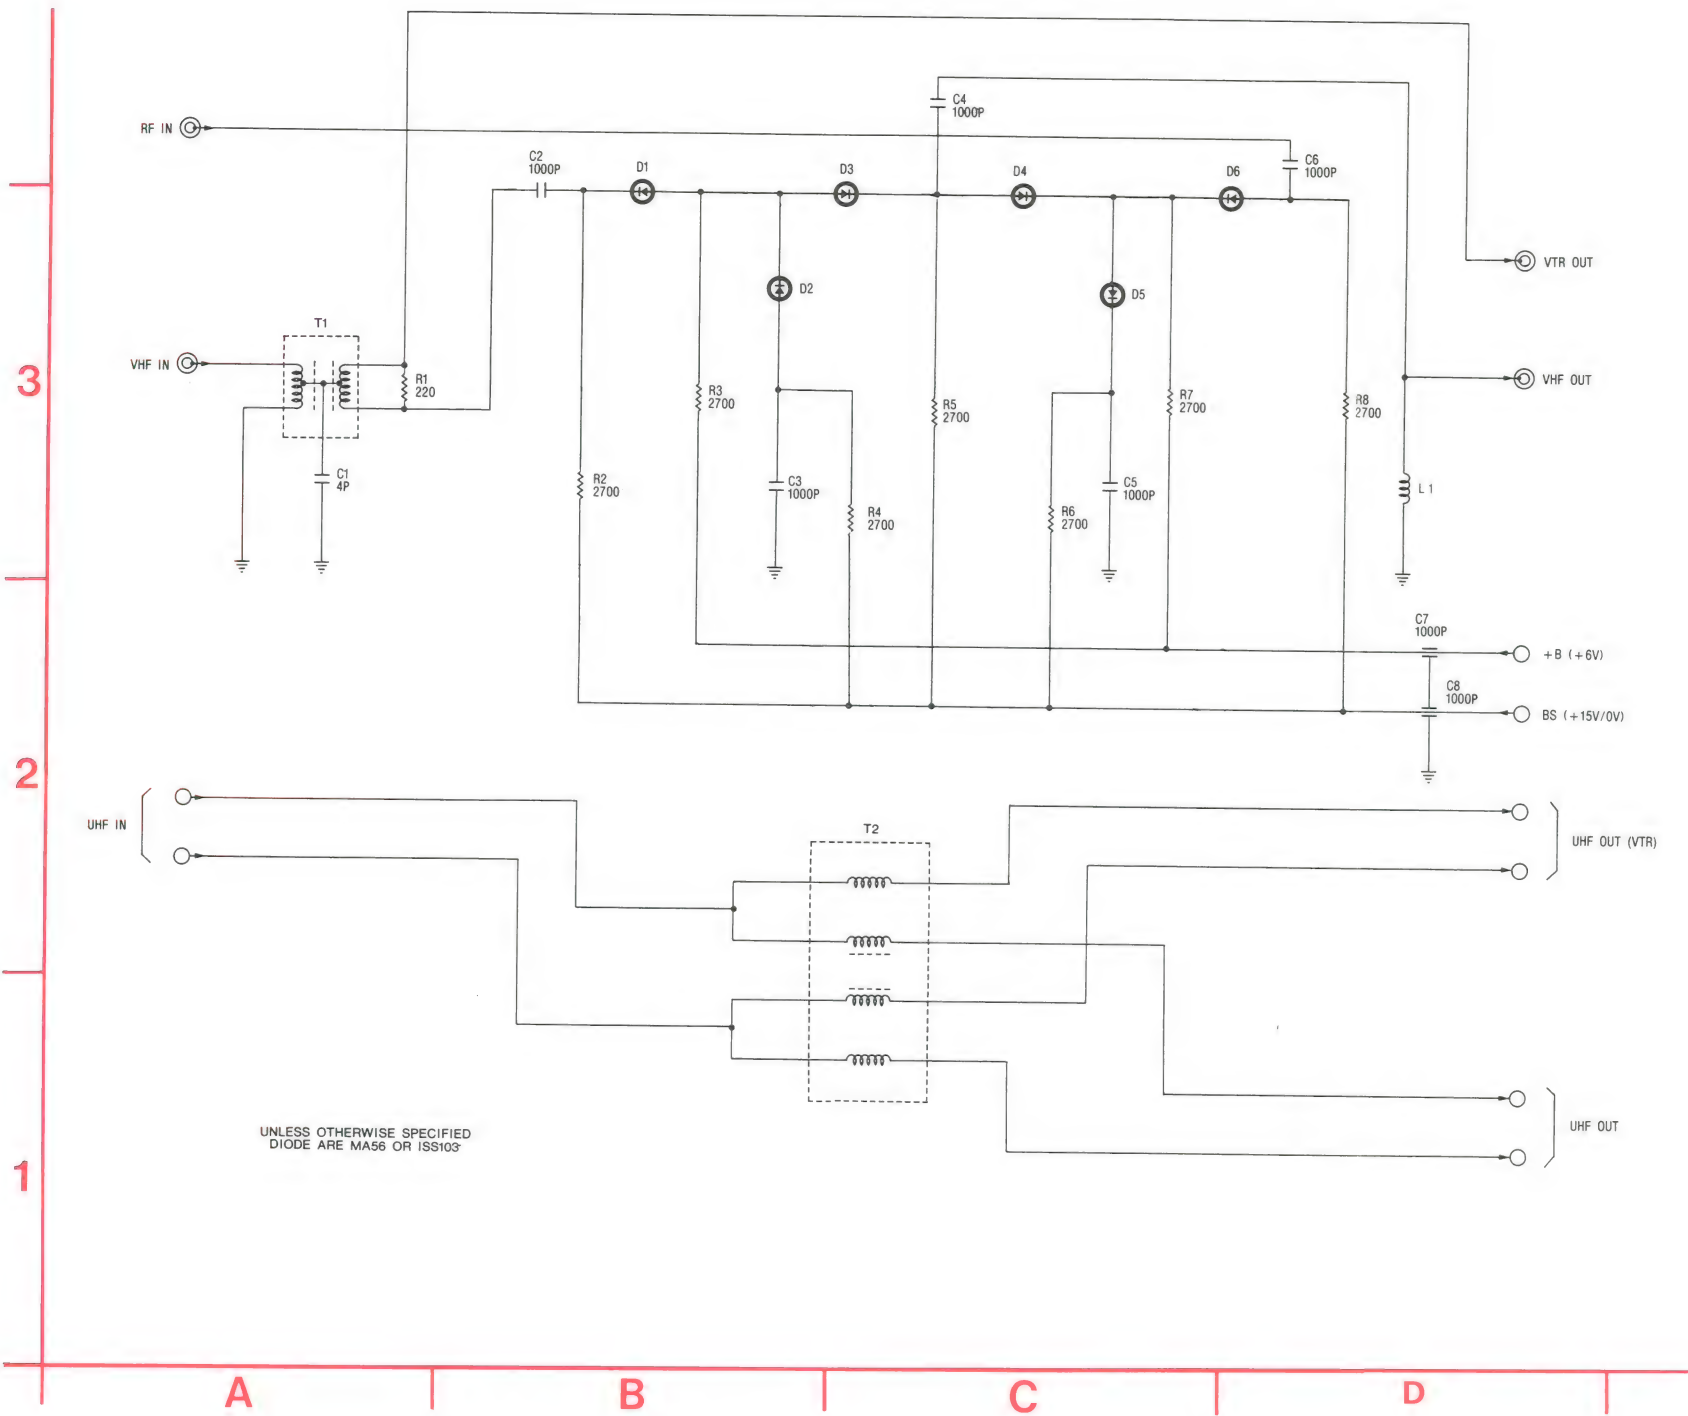 C4
1000P
RF IN
C2
1000P
D1
D3
D4
D6
C6
1000P
VTR OUT
D2
D5
T1
VHF IN
R1
220
VHF OUT
R3
2700
R5
2700
R7
2700
R8
2700
3
C1
4P
R2
2700
C3
1000P
R4
2700
R6
2700
C5
1000P
L1
C7
1000P
+B (+6V)
C8
1000P
BS (+15V/0V)
2
UHF IN
T2
UHF OUT (VTR)
UHF OUT
UNLESS OTHERWISE SPECIFIED
DIODE ARE MA56 OR ISS103
1
A
B
C
D